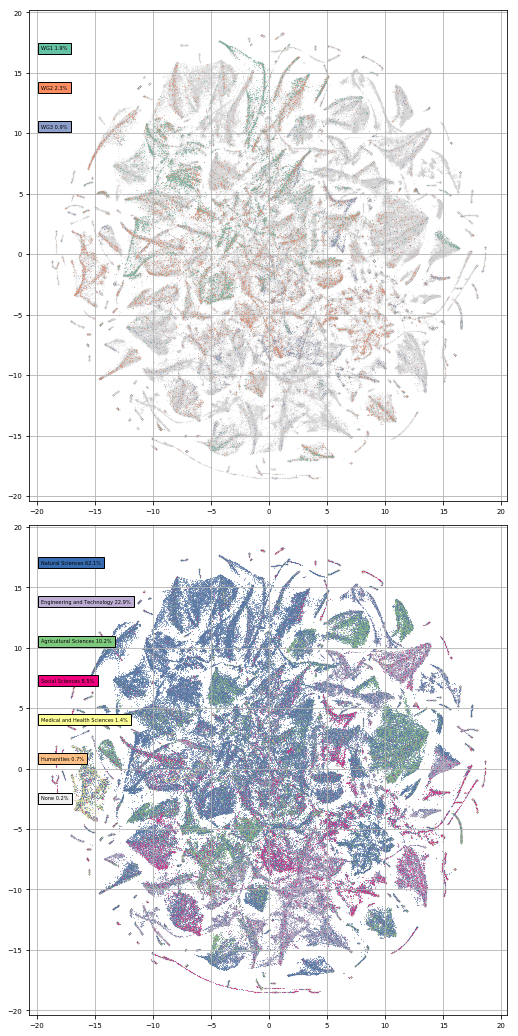 20
15
10
5
0
−5
−10
−15
−20
WG1 1.9%
WG2 2.3%
WG3 0.9%
−20 −15 −10 −5 0 5 10 15 20
20
15
10
5
0
−5
−10
−15
−20
Natural Sciences 62.1%
Engineering and Technology 22.9%
Agricultural Sciences 10.2%
Social Sciences 8.5%
Medical and Health Sciences 1.4%
Humanities 0.7%
None 0.2%
−20 −15 −10 −5 0 5 10 15 20